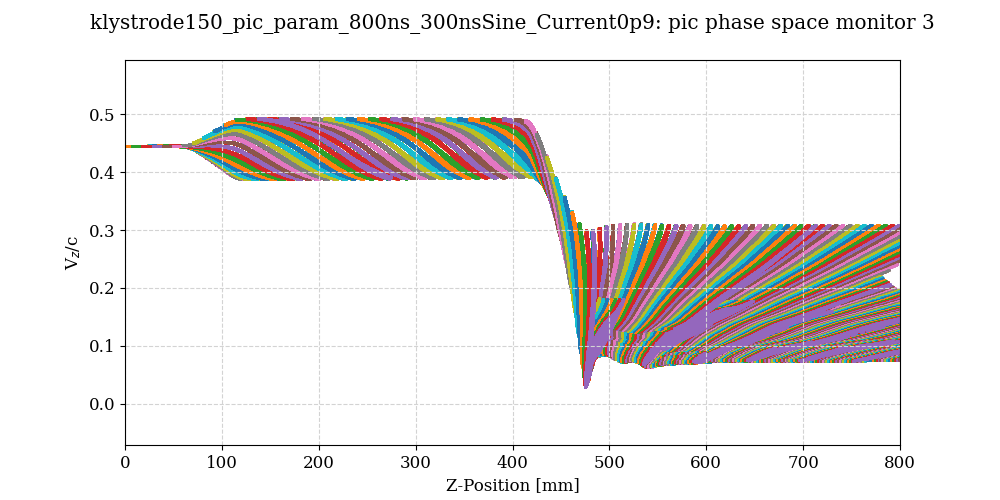 klystrode150_pic_param_800ns_300nsSine_Current0p9: pic phase space monitor 3
Vz/c
0.5
0.4
0.3
0.2
0.1
0.0
0 100 200 300 400 500 600 700 800
Z-Position [mm]